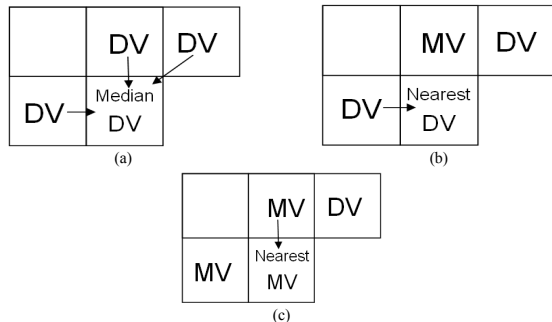 DV DV
Median
DV DV
(a)
MV DV
Nearest
DV DV
(b)
MV DV
Nearest
MV MV
(c)